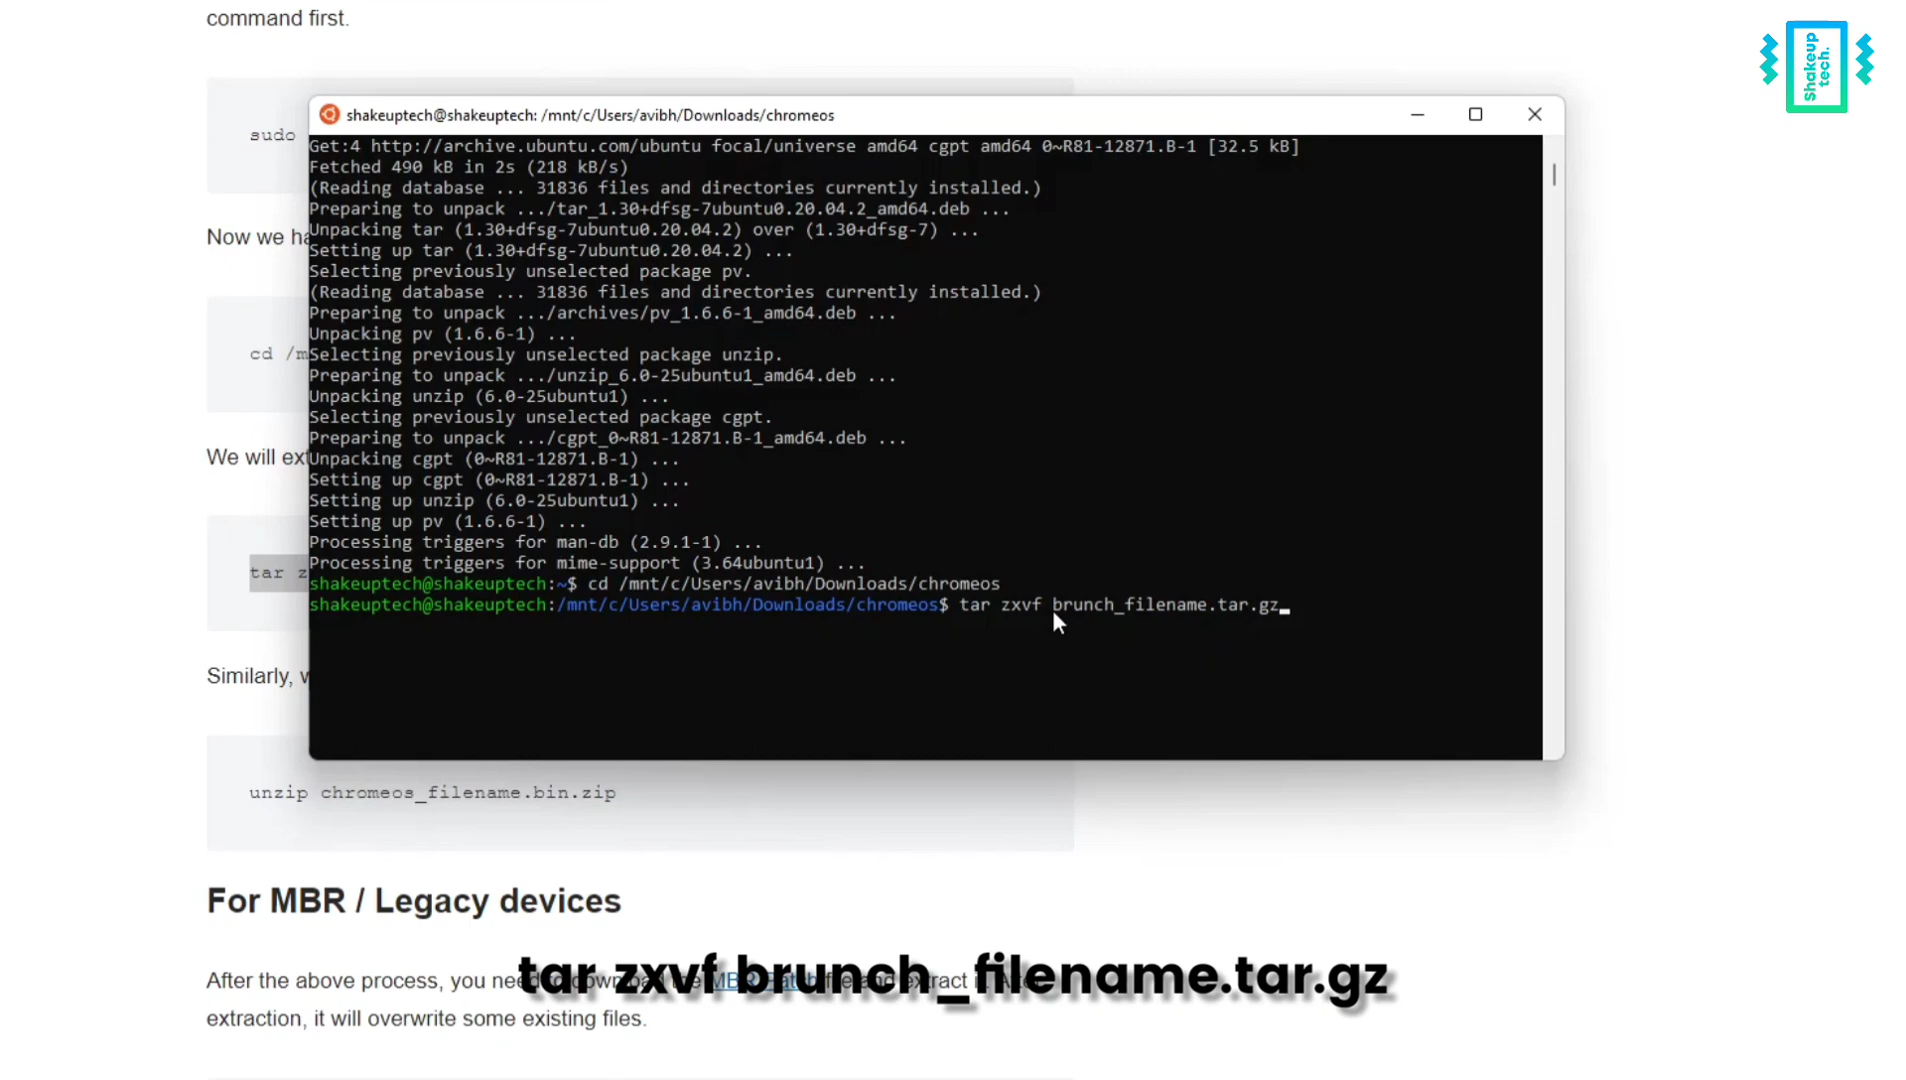 command first.
Shakeup
tech.
shakeuptech@shakeuptech: /mnt/c/Users/avibh/Downloads/chromeos
sudo
Get:4 http://archive.ubuntu.com/ubuntu focal/universe amd64 cgpt amd64 0~R81-12871.B-1 [32.5 kB]
Fetched 490 kB in 2s (218 kB/s)
(Reading database ... 31836 files and directories currently installed.)
Preparing to unpack .../tar_1.30+dfsg-7ubuntu0.20.04.2_amd64.deb ...
Unpacking tar (1.30+dfsg-7ubuntu0.20.04.2) over (1.30+dfsg-7) ...
Now we ha
Setting up tar (1.30+dfsg-7ubuntu0.20.04.2) ...
Selecting previously unselected package pv.
(Reading database ... 31836 files and directories currently installed.)
Preparing to unpack .../archives/pv_1.6.6-1_amd64.deb ...
Unpacking pv (1.6.6-1) ...
cd /m
Selecting previously unselected package unzip.
Preparing to unpack .../unzip_6.0-25ubuntu1_amd64.deb ...
Unpacking unzip (6.0-25ubuntu1) ...
Selecting previously unselected package cgpt.
Preparing to unpack .../cgpt_0~R81-12871.B-1_amd64.deb ...
We will ext
Unpacking cgpt (0~R81-12871.B-1) ...
Setting up cgpt (0~R81-12871.B-1) ...
Setting up unzip (6.0-25ubuntu1) ...
Setting up pv (1.6.6-1) ...
Processing triggers for man-db (2.9.1-1) ...
Processing triggers for mime-support (3.64ubuntu1) ...
tar z
shakeuptech@shakeuptech:~$ cd /mnt/c/Users/avibh/Downloads/chromeos
shakeuptech@shakeuptech:/mnt/c/Users/avibh/Downloads/chromeos$ tar zxvf brunch_filename.tar.gz
Similarly, w
unzip chromeos_filename.bin.zip
For MBR / Legacy devices
After the above process, you need to download the MBR Patch file and extract it.
tar zxvf brunch_filename.tar.gz
extraction, it will overwrite some existing files.